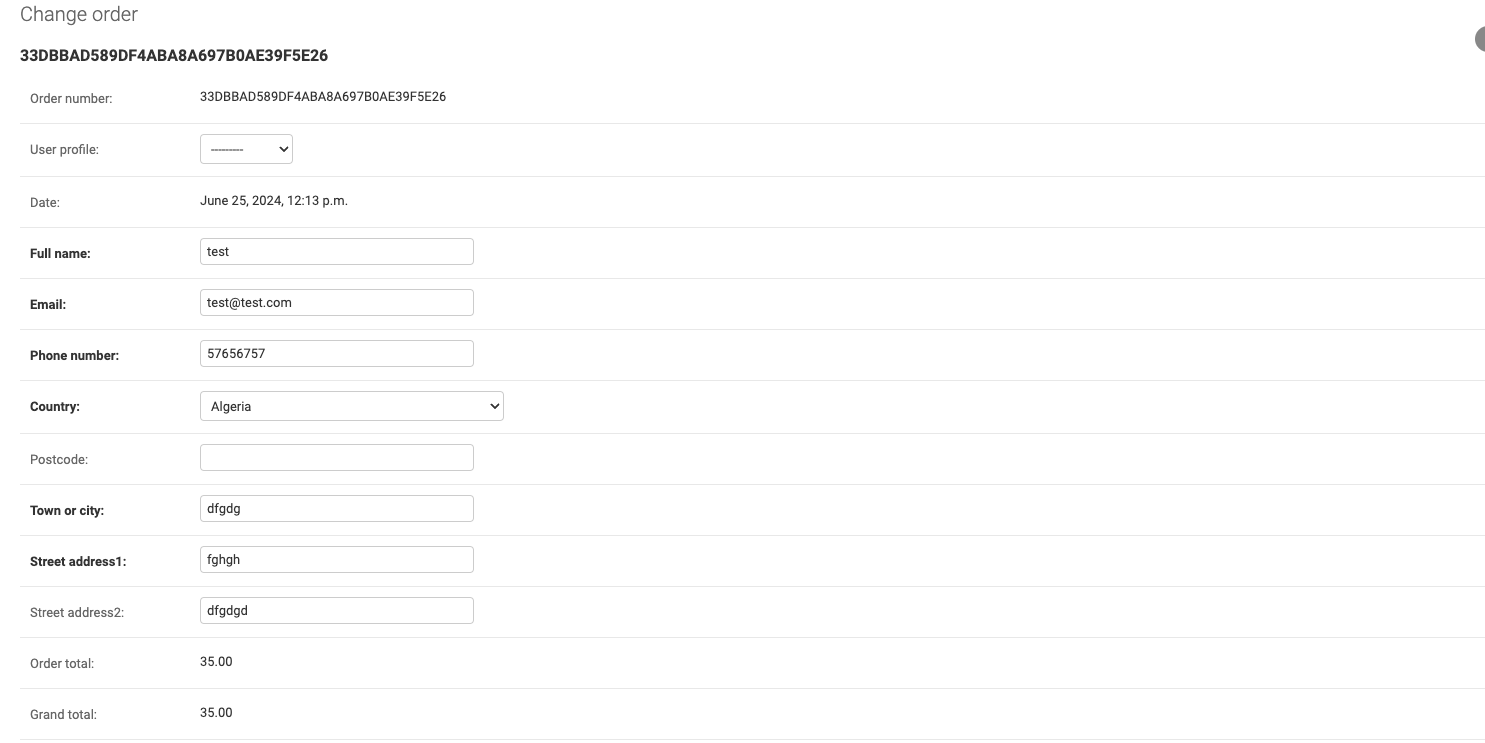 Change order
33DBBAD589DF4ABA8A697B0AE39F5E26
Order number: 33DBBAD589DF4ABA8A697B0AE39F5E26
User profile: ---------
Date: June 25, 2024, 12:13 p.m.
Full name: test
Email: test@test.com
Phone number: 57656757
Country: Algeria
Postcode:
Town or city: dfgdg
Street address1: fghgh
Street address2: dfgdgd
Order total: 35.00
Grand total: 35.00